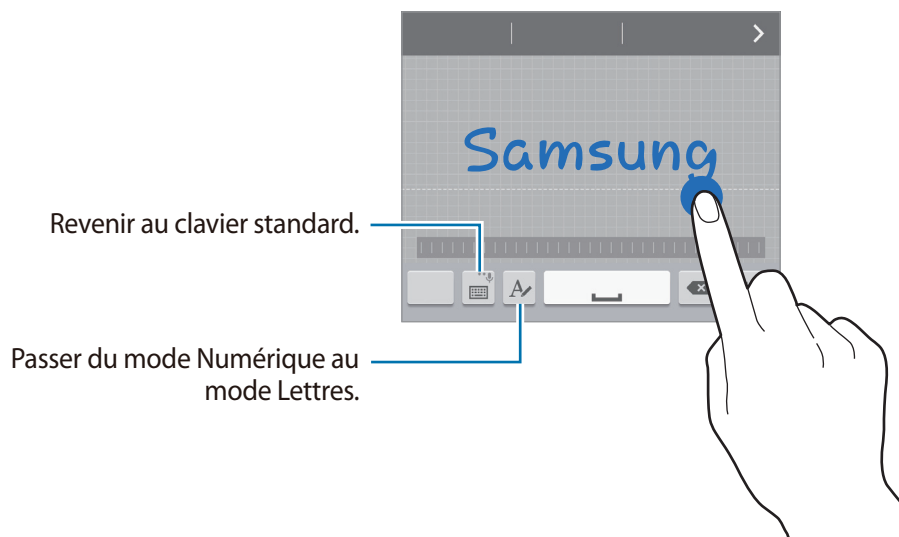 Samsung
Revenir au clavier standard.
Passer du mode Numérique au
mode Lettres.